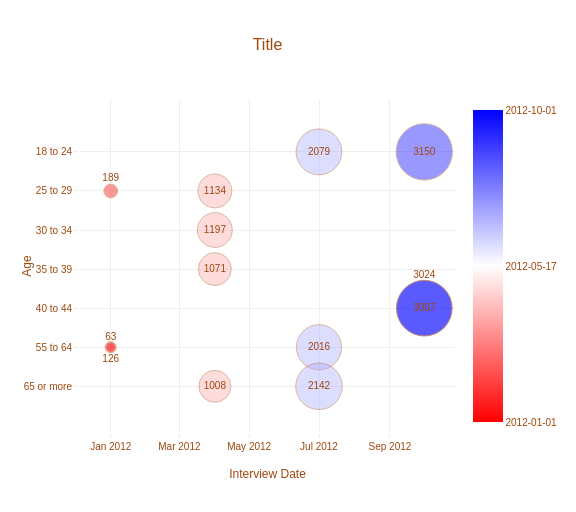 Title
2012-10-01
18 to 24
2079
3150
189
25 to 29
1134
30 to 34
1197
2012-05-17
Age
35 to 39
1071
3024
40 to 44
3087
63
55 to 64
2016
126
65 or more
1008
2142
2012-01-01
Jan 2012
Mar 2012
May 2012
Jul 2012
Sep 2012
Interview Date